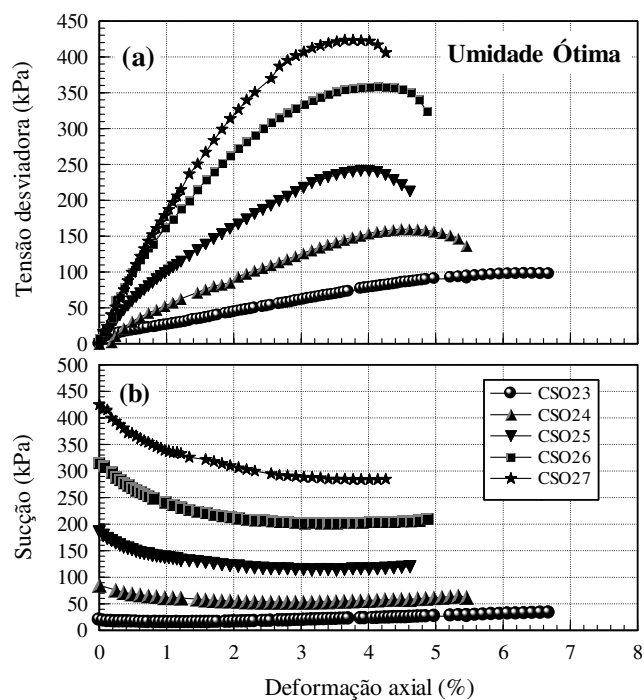 (a)
Umidade Ótima
Tensão desviadora (kPa)
450
400
350
300
250
200
150
100
50
0
(b)
CSO23
CSO24
CSO25
CSO26
CSO27
Sucção (kPa)
500
450
400
350
300
250
200
150
100
50
0
0 1 2 3 4 5 6 7 8
Deformação axial (%)